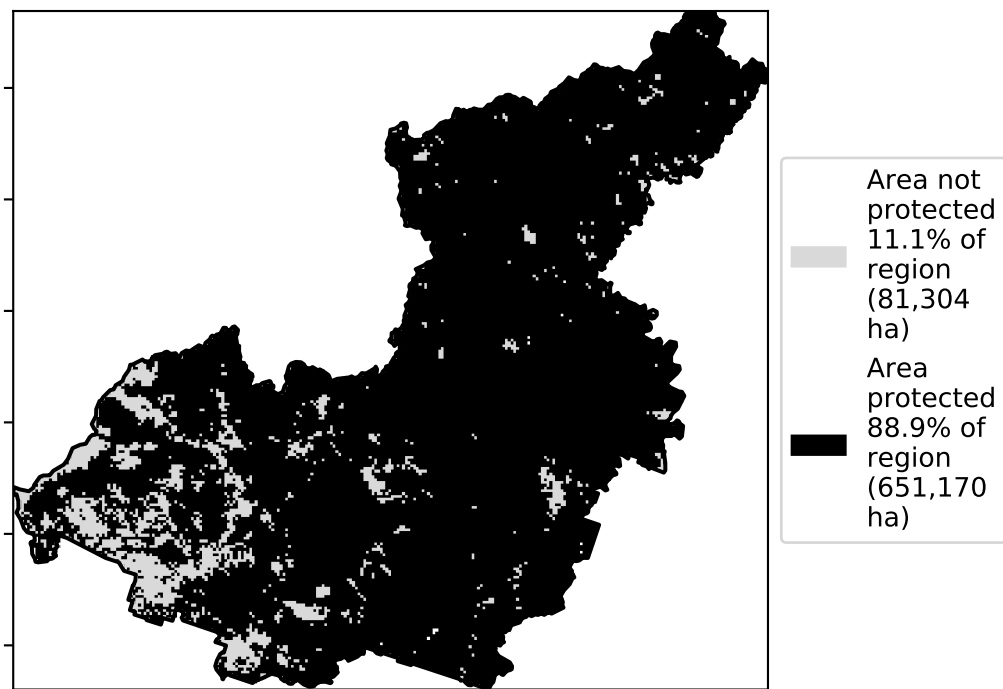 Area not
protected
11.1% of
region
(81,304
ha)
Area
protected
88.9% of
region
(651,170
ha)